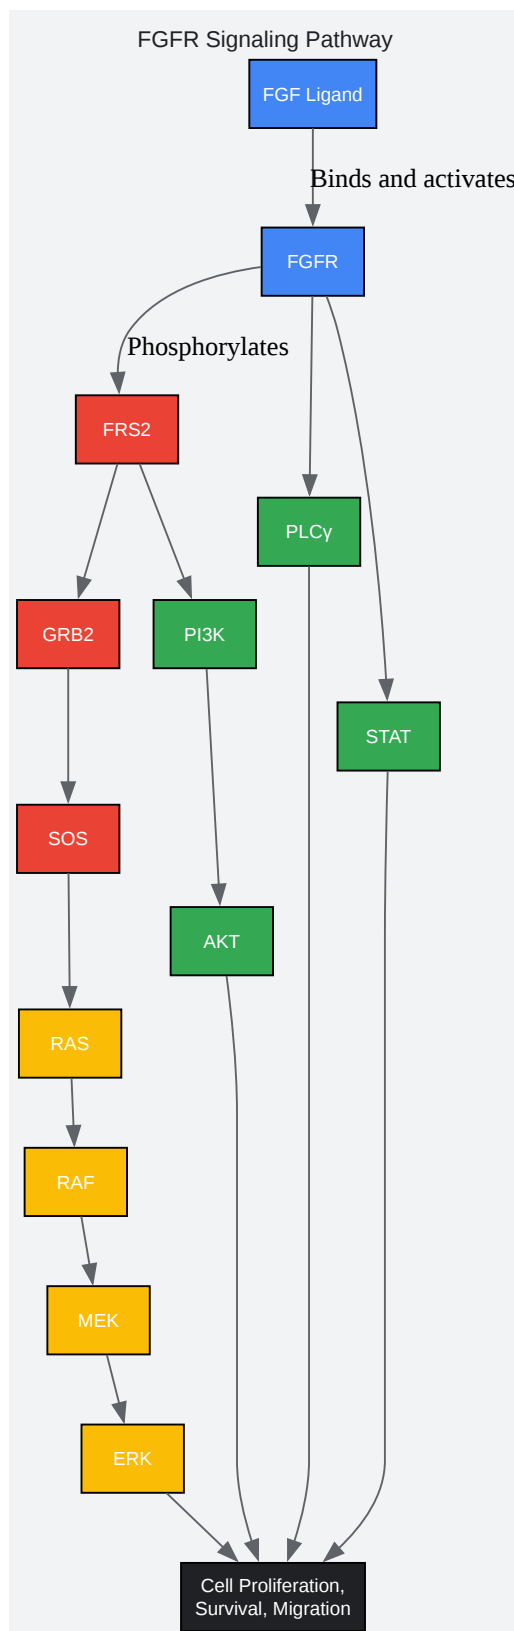 FGFR Signaling Pathway
FGF Ligand
Binds and activates
FGFR
Phosphorylates
FRS2
PLCγ
GRB2
PI3K
STAT
SOS
AKT
RAS
RAF
MEK
ERK
Cell Proliferation,
Survival, Migration